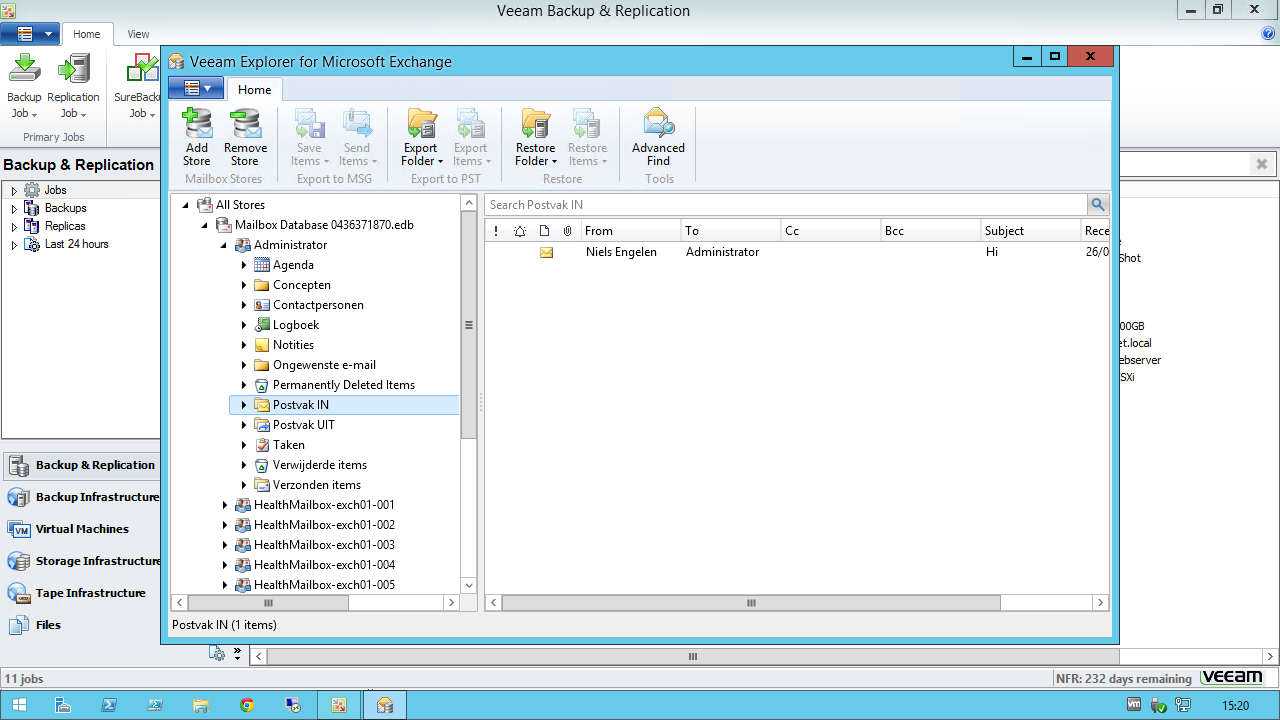 Veeam Backup & Replication
Home
View
Backup Job
Replication Job
SureBackup Job
Primary Jobs
Veeam Explorer for Microsoft Exchange
Home
Add Store
Remove Store
Mailbox Stores
Save Items
Send Items
Export to MSG
Export Folder
Export Items
Export to PST
Restore Folder
Restore Items
Restore
Advanced Find
Tools
Backup & Replication
Jobs
Backups
Replicas
Last 24 hours
All Stores
Mailbox Database 0436371870.edb
Administrator
Agenda
Concepten
Contactpersonen
Logboek
Notities
Ongewenste e-mail
Permanently Deleted Items
Postvak IN
Postvak UIT
Taken
Verwijderde items
Verzonden items
HealthMailbox-exch01-001
HealthMailbox-exch01-002
HealthMailbox-exch01-003
HealthMailbox-exch01-004
HealthMailbox-exch01-005
Search Postvak IN
! From To Cc Bcc Subject Rece
Niels Engelen Administrator Hi 26/0
Shot
00GB
et.local
ebserver
SXi
Backup & Replication
Backup Infrastructure
Virtual Machines
Storage Infrastructure
Tape Infrastructure
Files
Postvak IN (1 items)
11 jobs
NFR: 232 days remaining
veeam
VM
15:20